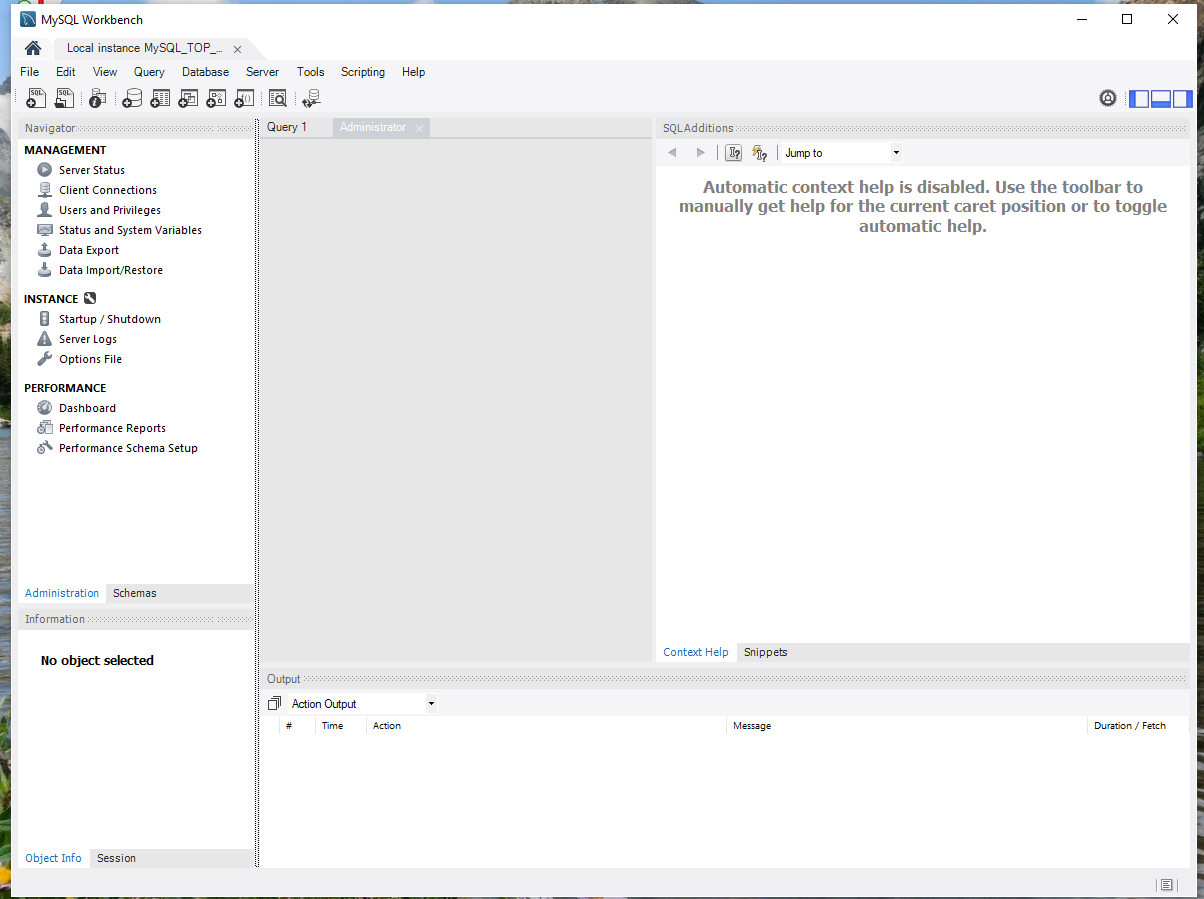 MySQL Workbench
Local instance MySQL_TOP_...
File Edit View Query Database Server Tools Scripting Help
SQL SQL
Navigator
MANAGEMENT
Server Status
Client Connections
Users and Privileges
Status and System Variables
Data Export
Data Import/Restore
INSTANCE
Startup / Shutdown
Server Logs
Options File
PERFORMANCE
Dashboard
Performance Reports
Performance Schema Setup
Administration Schemas
Information
No object selected
Object Info Session
Query 1 Administrator
SQLAdditions
Jump to
Automatic context help is disabled. Use the toolbar to
manually get help for the current caret position or to toggle
automatic help.
Context Help Snippets
Output
Action Output
# Time Action Message Duration / Fetch